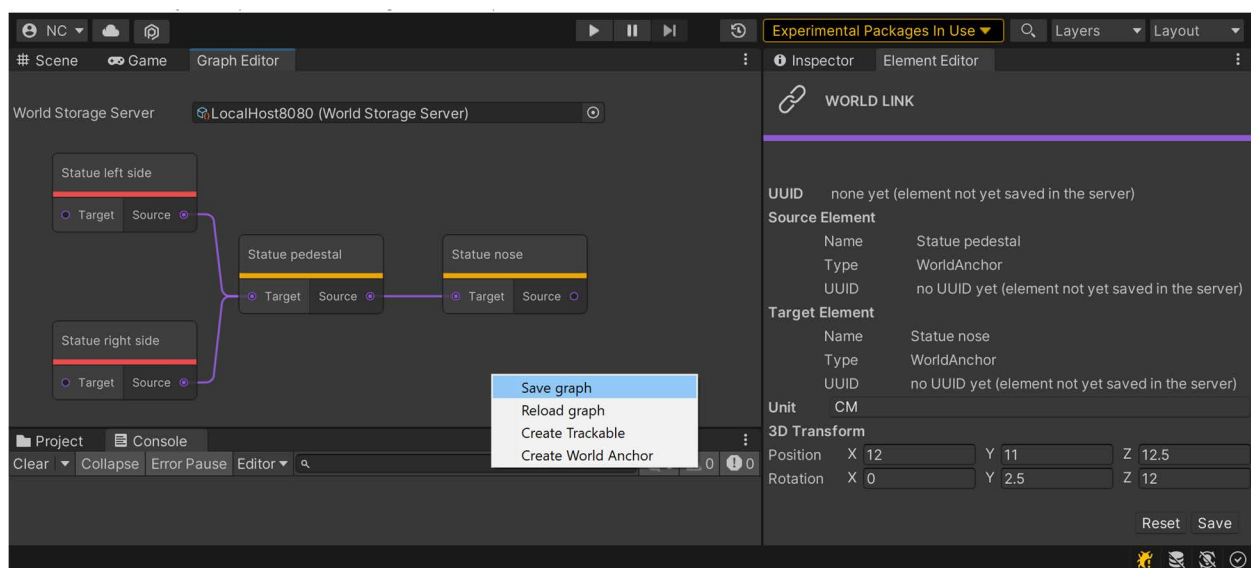 NC
Experimental Packages In Use
Layers
Layout
Scene
Game
Graph Editor
World Storage Server
LocalHost8080 (World Storage Server)
Statue left side
Target Source
Statue pedestal
Target Source
Statue nose
Target Source
Statue right side
Target Source
Save graph
Reload graph
Create Trackable
Create World Anchor
Project
Console
Clear Collapse Error Pause Editor
0
0
Inspector
Element Editor
WORLD LINK
UUID none yet (element not yet saved in the server)
Source Element
Name Statue pedestal
Type WorldAnchor
UUID no UUID yet (element not yet saved in the server)
Target Element
Name Statue nose
Type WorldAnchor
UUID no UUID yet (element not yet saved in the server)
Unit CM
3D Transform
Position X 12 Y 11 Z 12.5
Rotation X 0 Y 2.5 Z 12
Reset Save